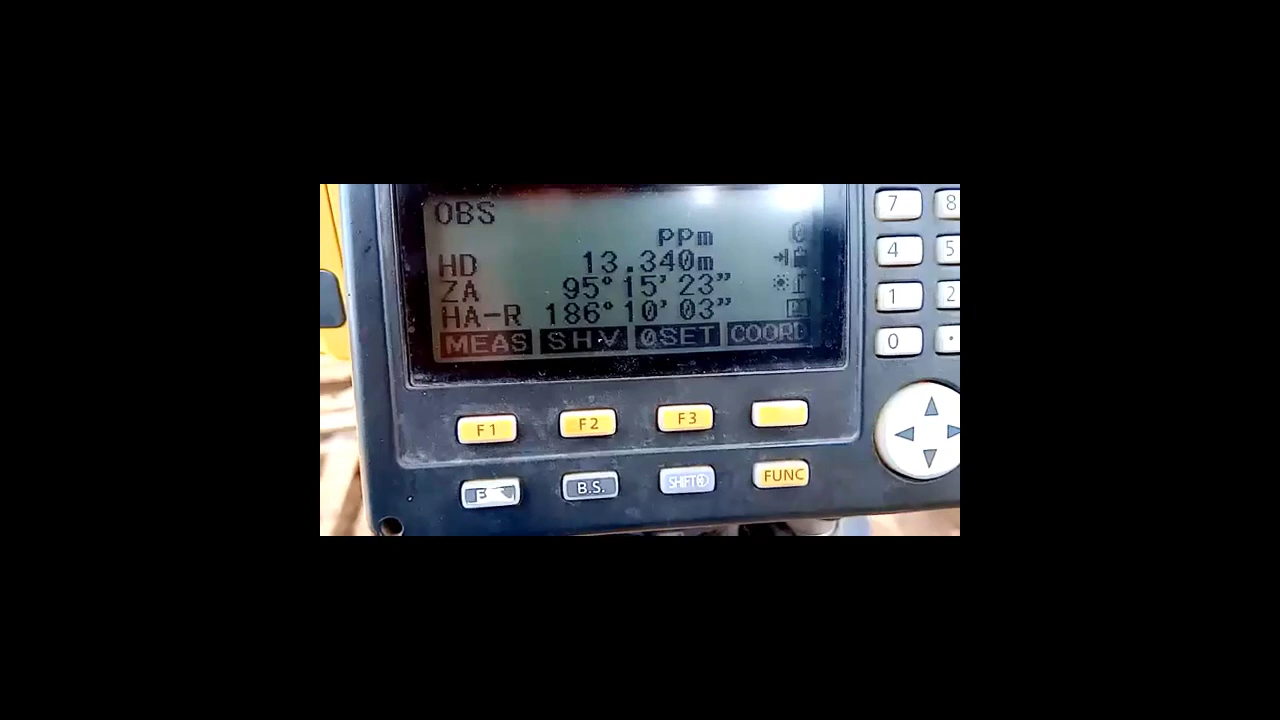 OBS
ppm 0
HD 13.340m
ZA 95°15'23"
HA-R 186°10'03"
MEAS SHV 0SET COORD
7 8
4 5
1 2
0 .
F1 F2 F3
B.S. SHIFT FUNC